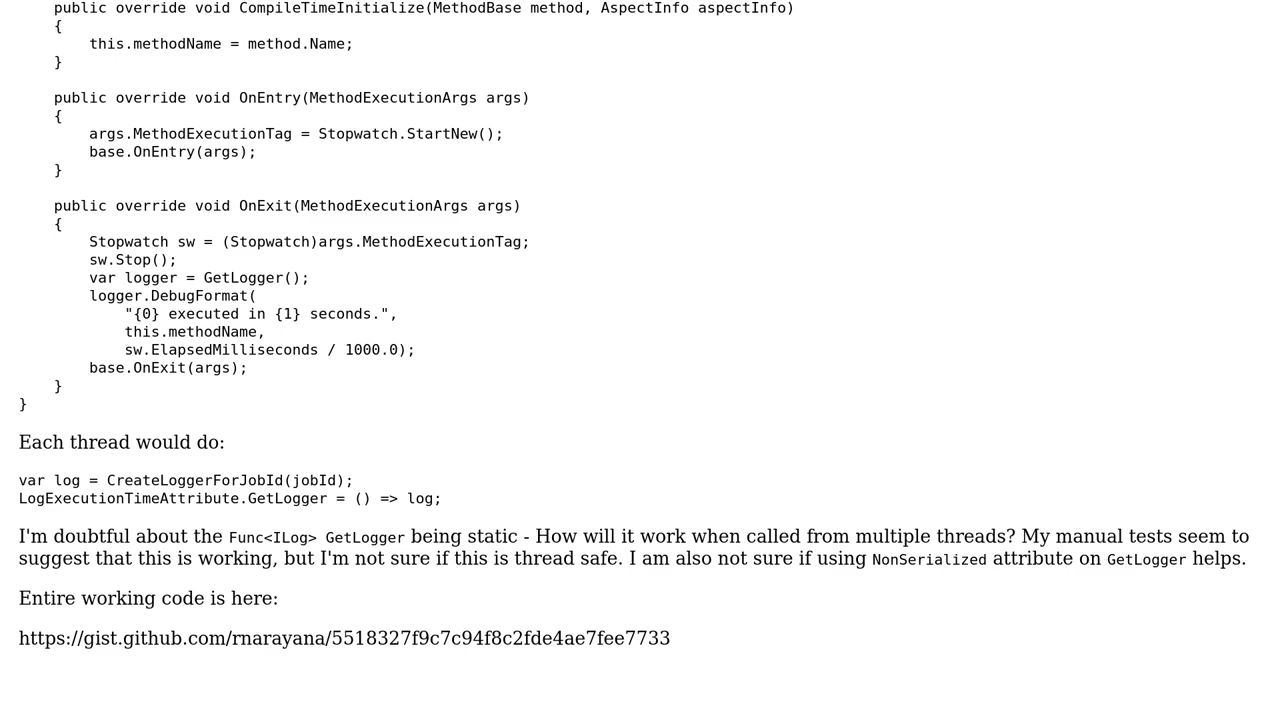 public override void CompileTimeInitialize(MethodBase method, AspectInfo aspectInfo)
{
this.methodName = method.Name;
}
public override void OnEntry(MethodExecutionArgs args)
{
args.MethodExecutionTag = Stopwatch.StartNew();
base.OnEntry(args);
}
public override void OnExit(MethodExecutionArgs args)
{
Stopwatch sw = (Stopwatch)args.MethodExecutionTag;
sw.Stop();
var logger = GetLogger();
logger.DebugFormat(
"{0} executed in {1} seconds.",
this.methodName,
sw.ElapsedMilliseconds / 1000.0);
base.OnExit(args);
}
}
Each thread would do:
var log = CreateLoggerForJobId(jobId);
LogExecutionTimeAttribute.GetLogger = () => log;
I'm doubtful about the Func<ILog> GetLogger being static - How will it work when called from multiple threads? My manual tests seem to
suggest that this is working, but I'm not sure if this is thread safe. I am also not sure if using NonSerialized attribute on GetLogger helps.
Entire working code is here:
https://gist.github.com/rnarayana/5518327f9c7c94f8c2fde4ae7fee7733